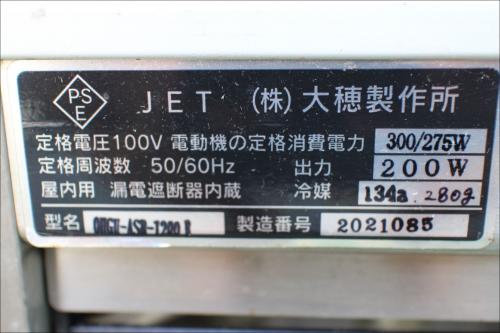 PSE JET (株)大穂製作所
定格電圧100V 電動機の定格消費電力 300/275W
定格周波数 50/60Hz 出力 200W
屋内用 漏電遮断器内蔵 冷媒 134a 280g
型名 製造番号 2021085